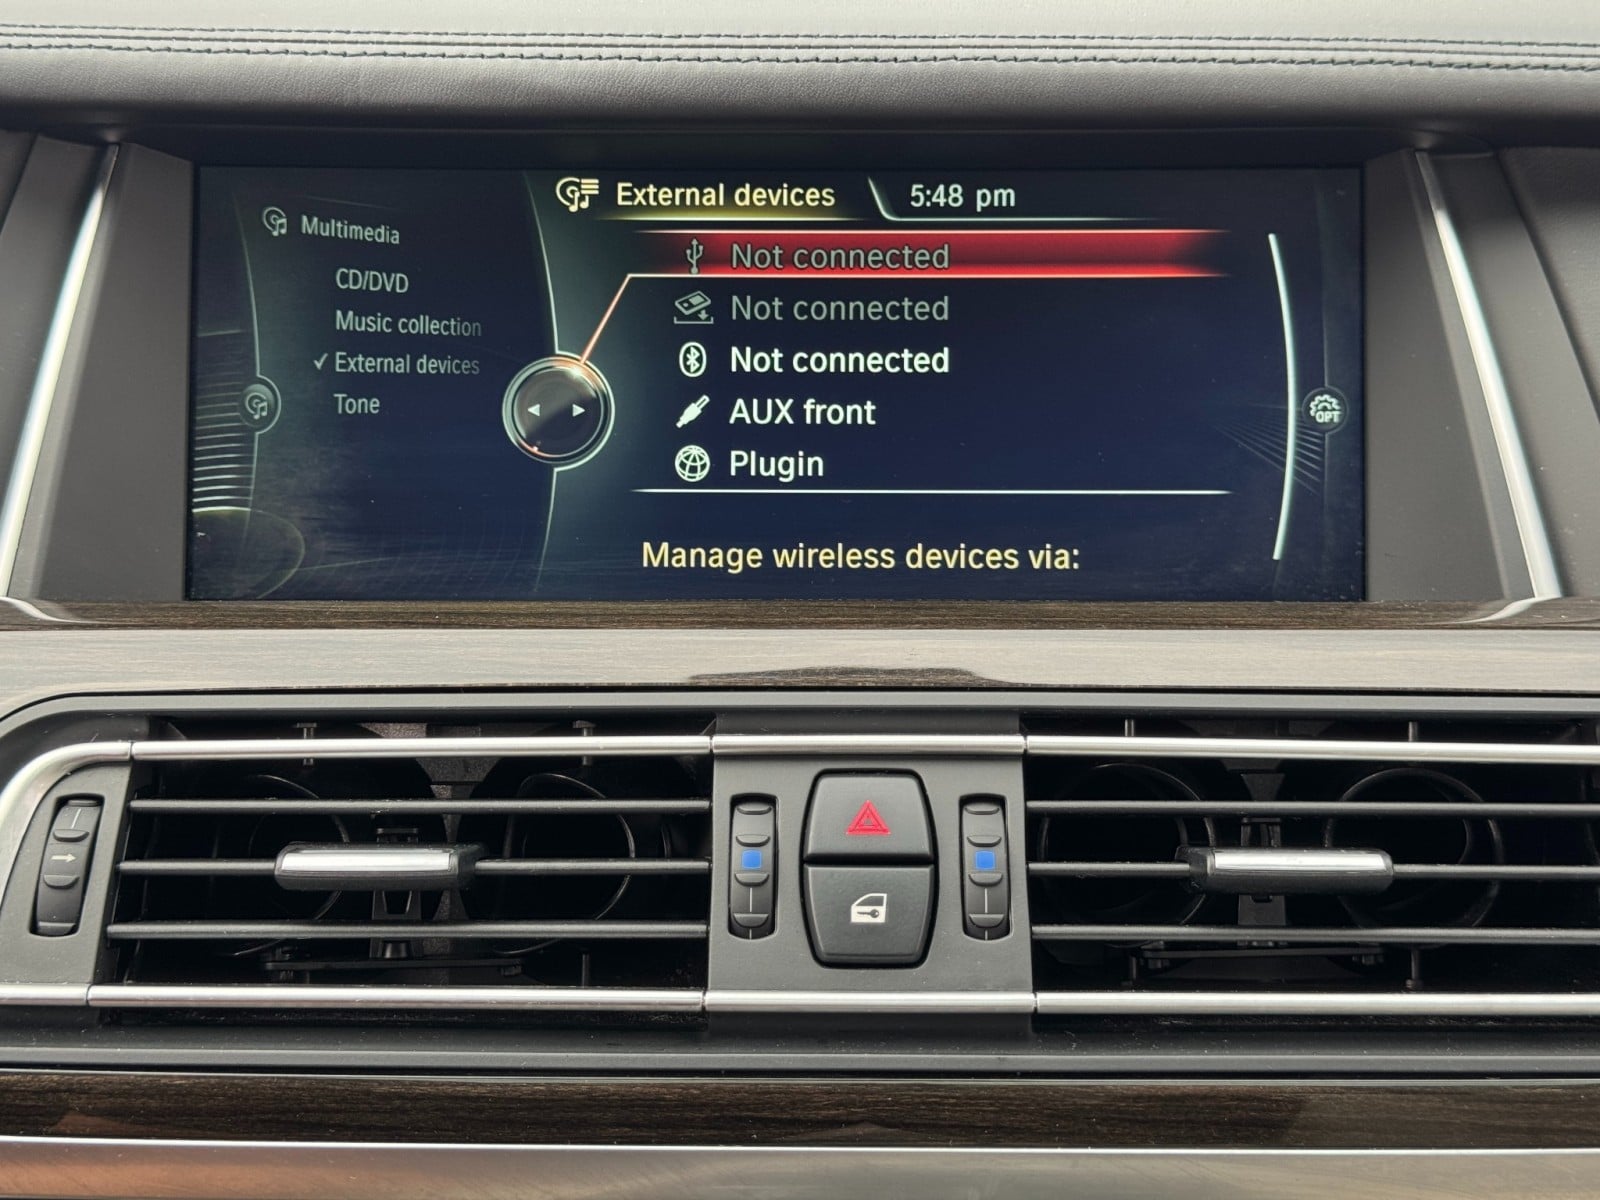 External devices
5:48 pm
Multimedia
CD/DVD
Music collection
✓ External devices
Tone
Not connected
Not connected
Not connected
AUX front
Plugin
OPT
Manage wireless devices via: